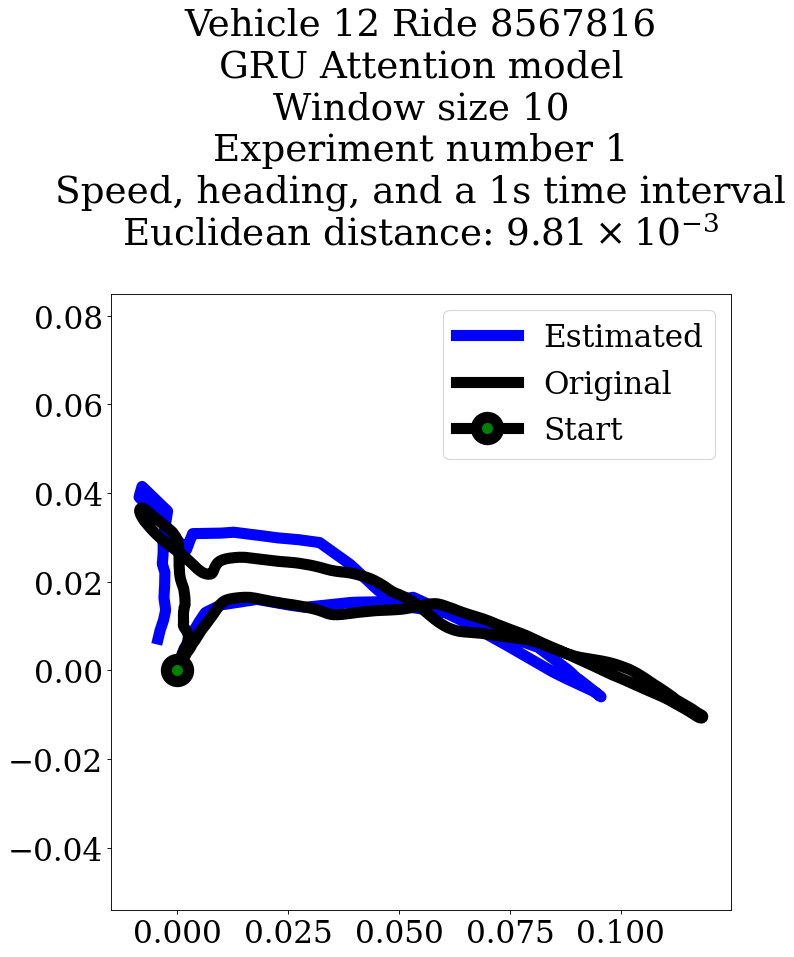 Vehicle 12 Ride 8567816
GRU Attention model
Window size 10
Experiment number 1
Speed, heading, and a 1s time interval
Euclidean distance: 9.81 × 10⁻³
Estimated
Original
Start
0.08
0.06
0.04
0.02
0.00
−0.02
−0.04
0.000 0.025 0.050 0.075 0.100